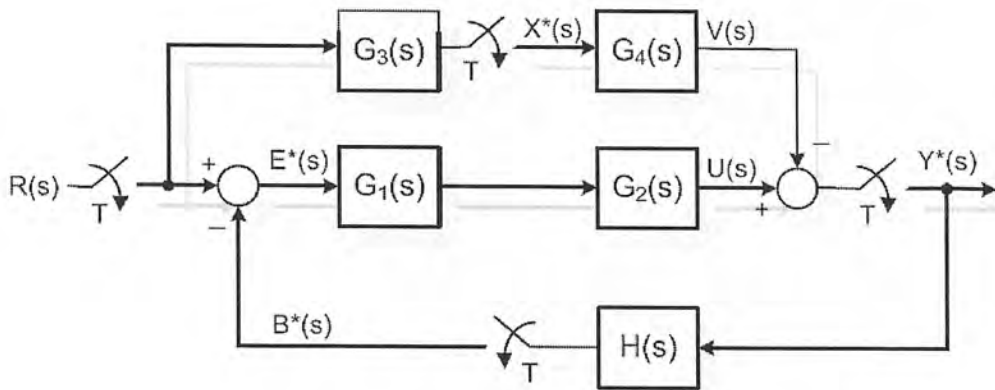 G₃(s)
T
X*(s)
G₄(s)
V(s)
R(s)
T
+
−
E*(s)
G₁(s)
G₂(s)
U(s)
+
−
T
Y*(s)
B*(s)
T
H(s)